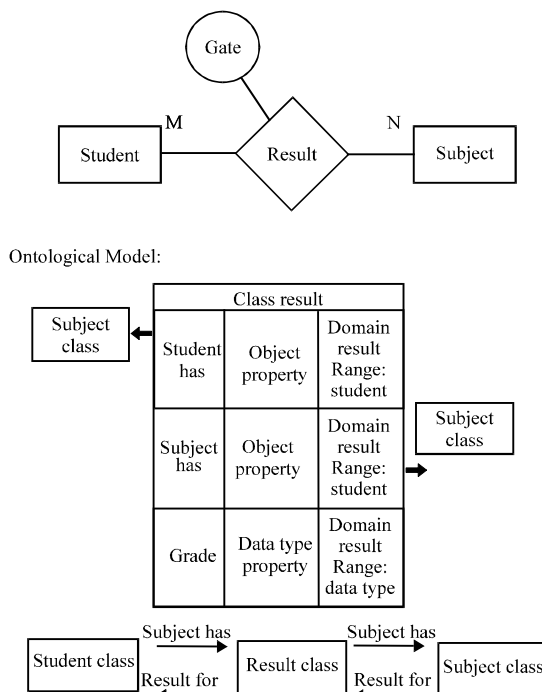 Gate
M
N
Student
Result
Subject
Ontological Model:
Class result
Subject
class
Student
has
Object
property
Domain
result
Range:
student
Subject
class
Subject
has
Object
property
Domain
result
Range:
student
Grade
Data type
property
Domain
result
Range:
data type
Student class
Subject has
Result for
Result class
Subject has
Result for
Subject class